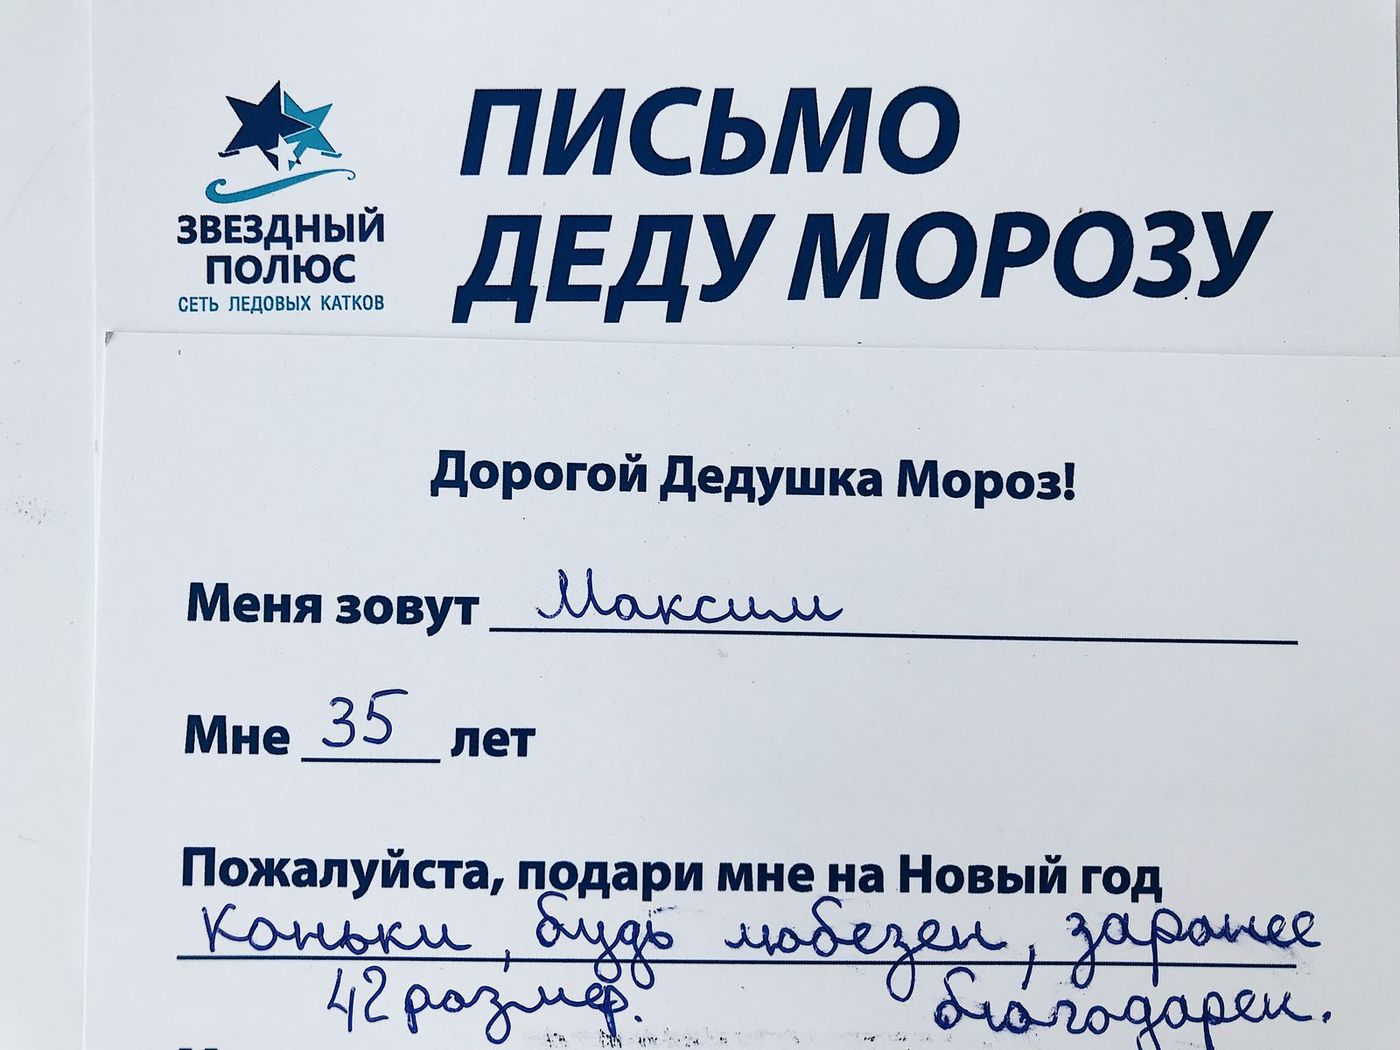 ПИСЬМО
ДЕДУ МОРОЗУ
ЗВЕЗДНЫЙ
ПОЛЮС
СЕТЬ ЛЕДОВЫХ КАТКОВ
Дорогой Дедушка Мороз!
Меня зовут Максим
Мне 35 лет
Пожалуйста, подари мне на Новый год
коньки, будь любезен, заранее
42 размер. благодарен.